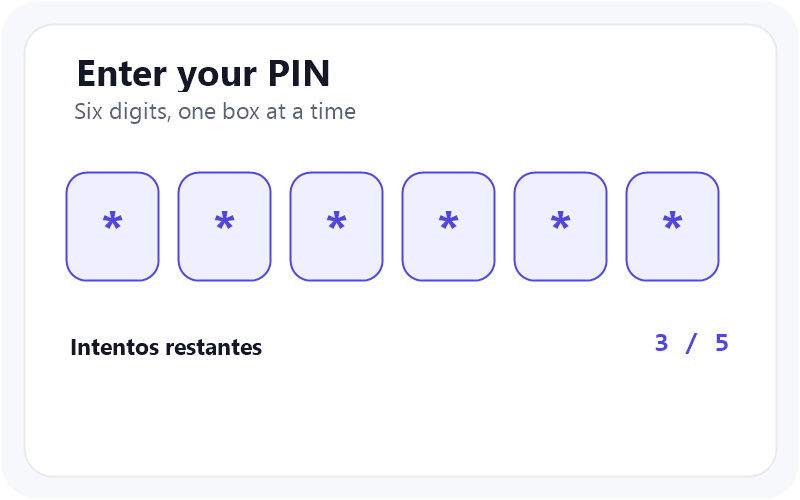 Enter your PIN
Six digits, one box at a time
* * * * * *
Intentos restantes 3 / 5